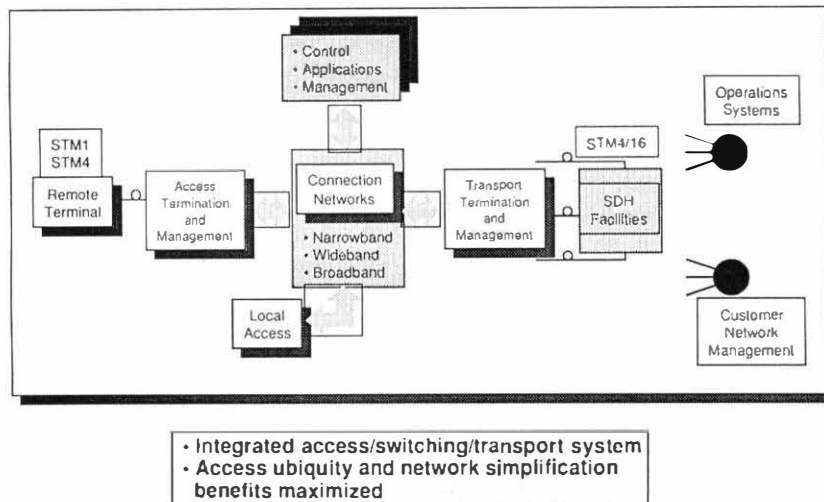 • Control
• Applications
• Management
Operations
Systems
STM1
STM4
STM4/16
Remote
Terminal
Access
Termination
and
Management
Connection
Networks
• Narrowband
• Wideband
• Broadband
Transport
Termination
and
Management
SDH
Facilities
Local
Access
Customer
Network
Management
• Integrated access/switching/transport system
• Access ubiquity and network simplification
benefits maximized